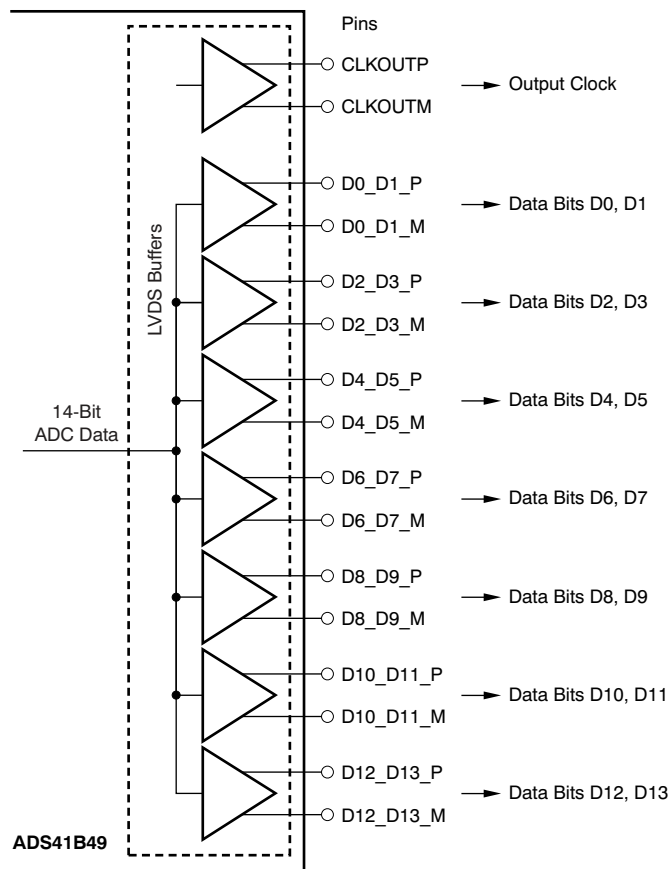 Pins
CLKOUTP
CLKOUTM
Output Clock
D0_D1_P
D0_D1_M
Data Bits D0, D1
LVDS Buffers
D2_D3_P
D2_D3_M
Data Bits D2, D3
D4_D5_P
D4_D5_M
Data Bits D4, D5
14-Bit
ADC Data
D6_D7_P
D6_D7_M
Data Bits D6, D7
D8_D9_P
D8_D9_M
Data Bits D8, D9
D10_D11_P
D10_D11_M
Data Bits D10, D11
D12_D13_P
D12_D13_M
Data Bits D12, D13
ADS41B49